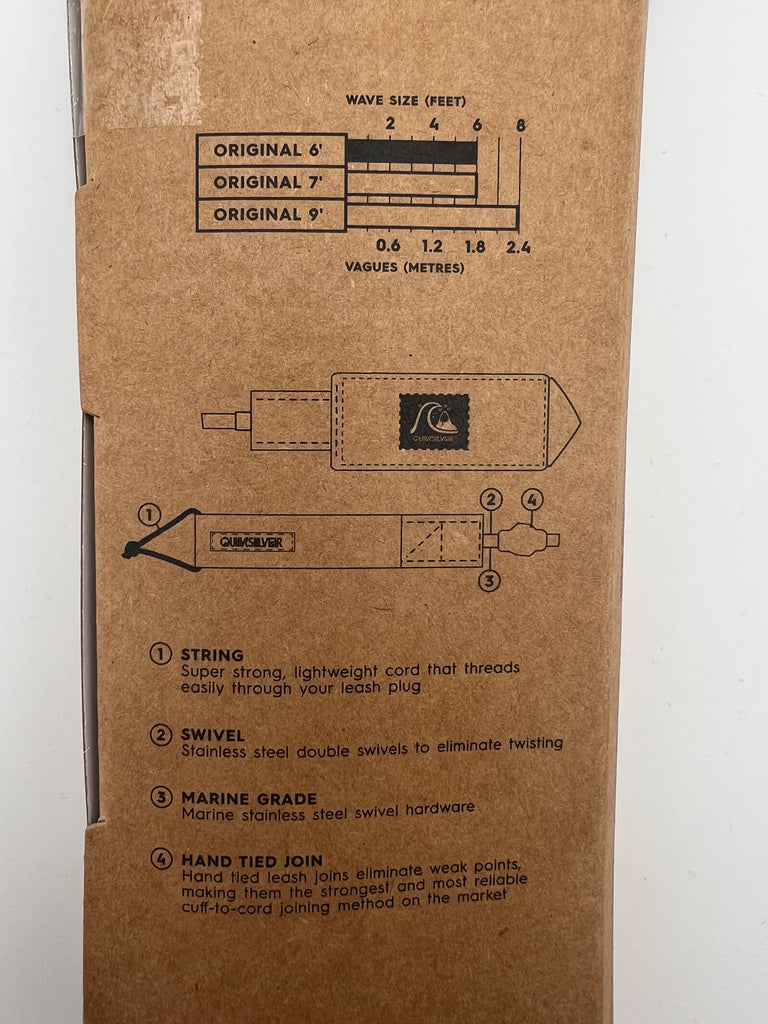 WAVE SIZE (FEET)
2 4 6 8
ORIGINAL 6'
ORIGINAL 7'
ORIGINAL 9'
0.6 1.2 1.8 2.4
VAGUES (METRES)
QUIKSILVER
2 4
1
QUIKSILVER
3
1 STRING
Super strong, lightweight cord that threads
easily through your leash plug
2 SWIVEL
Stainless steel double swivels to eliminate twisting
3 MARINE GRADE
Marine stainless steel swivel hardware
4 HAND TIED JOIN
Hand tied leash joins eliminate weak points,
making them the strongest and most reliable
cuff-to-cord joining method on the market